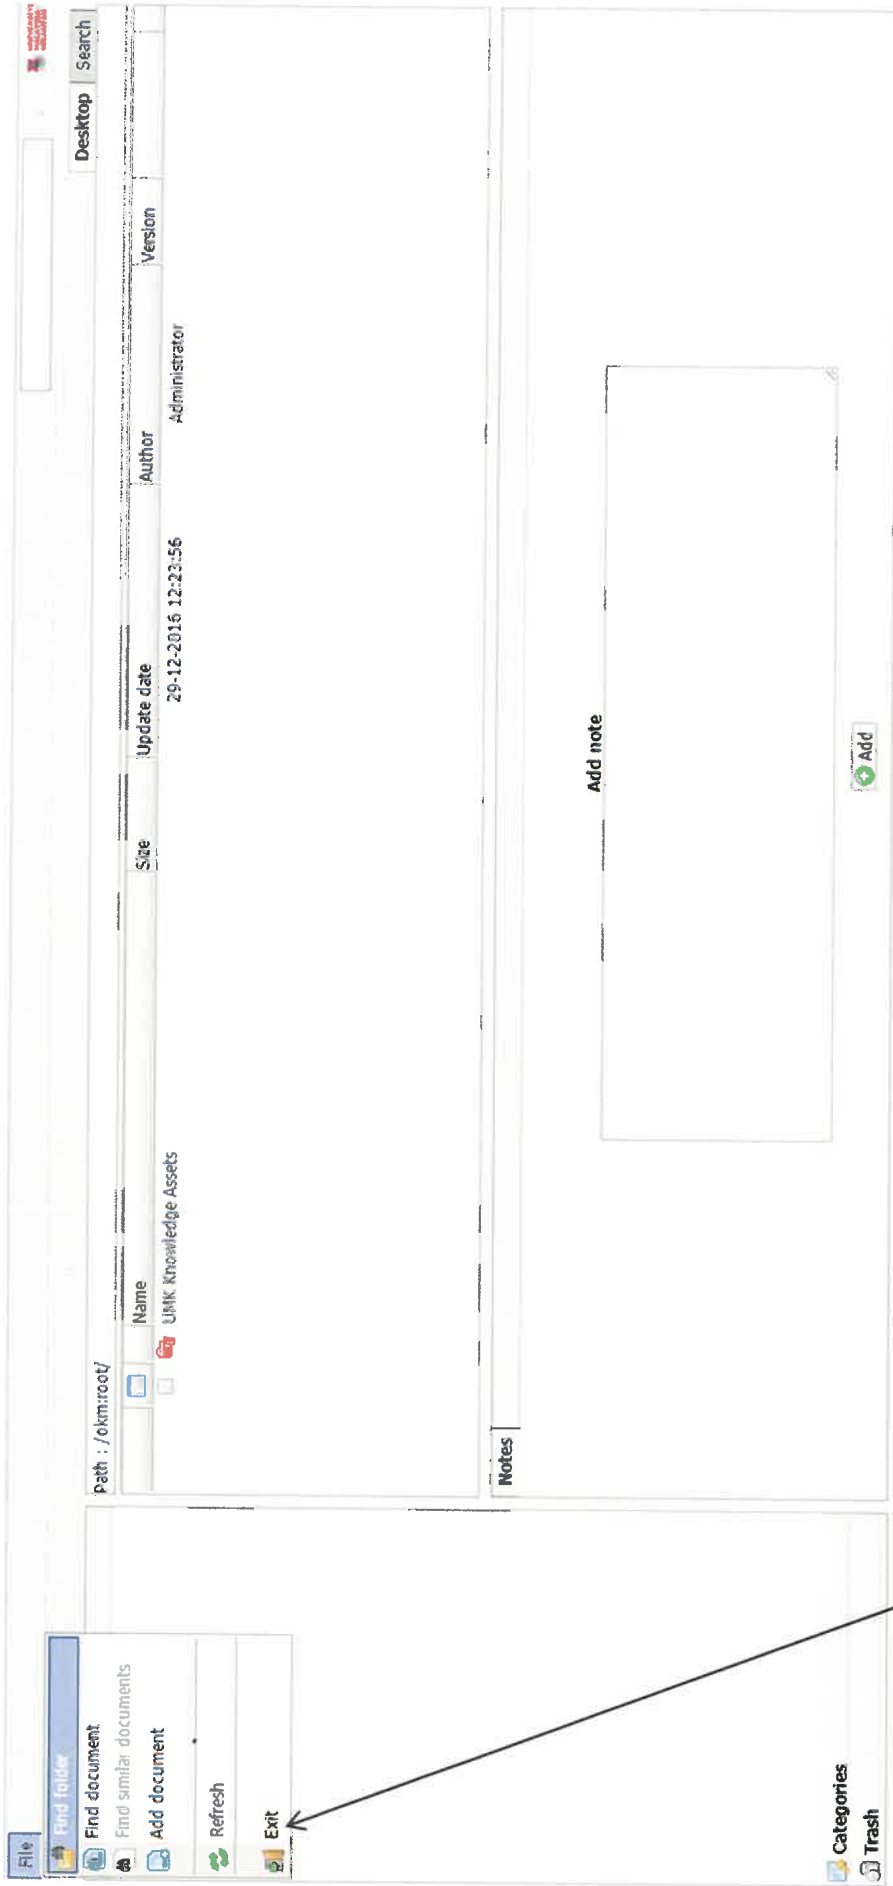 File
Find folder
Find document
Find similar documents
Add document
Refresh
Exit
Categories
Trash
Desktop Search
Path : /okm:root/
Name Size Update date Author Version
UMK Knowledge Assets 29-12-2016 12:23:56 Administrator
Notes
Add note
Add